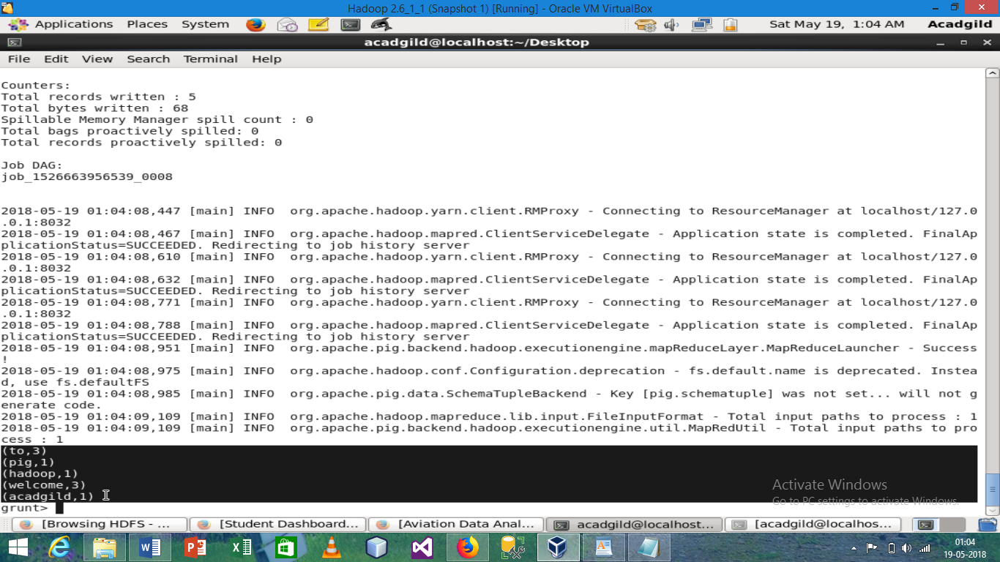 Hadoop 2.6_1_1 (Snapshot 1) [Running] - Oracle VM VirtualBox
Applications Places System Sat May 19, 1:04 AM Acadgild
acadgild@localhost:~/Desktop
File Edit View Search Terminal Help
Counters:
Total records written : 5
Total bytes written : 68
Spillable Memory Manager spill count : 0
Total bags proactively spilled: 0
Total records proactively spilled: 0
Job DAG:
job_1526663956539_0008
2018-05-19 01:04:08,447 [main] INFO  org.apache.hadoop.yarn.client.RMProxy - Connecting to ResourceManager at localhost/127.0
.0.1:8032
2018-05-19 01:04:08,467 [main] INFO  org.apache.hadoop.mapred.ClientServiceDelegate - Application state is completed. FinalAp
plicationStatus=SUCCEEDED. Redirecting to job history server
2018-05-19 01:04:08,610 [main] INFO  org.apache.hadoop.yarn.client.RMProxy - Connecting to ResourceManager at localhost/127.0
.0.1:8032
2018-05-19 01:04:08,632 [main] INFO  org.apache.hadoop.mapred.ClientServiceDelegate - Application state is completed. FinalAp
plicationStatus=SUCCEEDED. Redirecting to job history server
2018-05-19 01:04:08,771 [main] INFO  org.apache.hadoop.yarn.client.RMProxy - Connecting to ResourceManager at localhost/127.0
.0.1:8032
2018-05-19 01:04:08,788 [main] INFO  org.apache.hadoop.mapred.ClientServiceDelegate - Application state is completed. FinalAp
plicationStatus=SUCCEEDED. Redirecting to job history server
2018-05-19 01:04:08,951 [main] INFO  org.apache.pig.backend.hadoop.executionengine.mapReduceLayer.MapReduceLauncher - Success
!
2018-05-19 01:04:08,975 [main] INFO  org.apache.hadoop.conf.Configuration.deprecation - fs.default.name is deprecated. Instea
d, use fs.defaultFS
2018-05-19 01:04:08,985 [main] INFO  org.apache.pig.data.SchemaTupleBackend - Key [pig.schematuple] was not set... will not g
enerate code.
2018-05-19 01:04:09,109 [main] INFO  org.apache.hadoop.mapreduce.lib.input.FileInputFormat - Total input paths to process : 1
2018-05-19 01:04:09,109 [main] INFO  org.apache.pig.backend.hadoop.executionengine.util.MapRedUtil - Total input paths to pro
cess : 1
(to,3)
(pig,1)
(hadoop,1)
(welcome,3)
(acadgild,1)
grunt>
Activate Windows
Go to PC settings to activate Windows.
[Browsing HDFS - ... [Student Dashboard... [Aviation Data Anal... acadgild@localhost... [acadgild@localhos...
01:04
19-05-2018